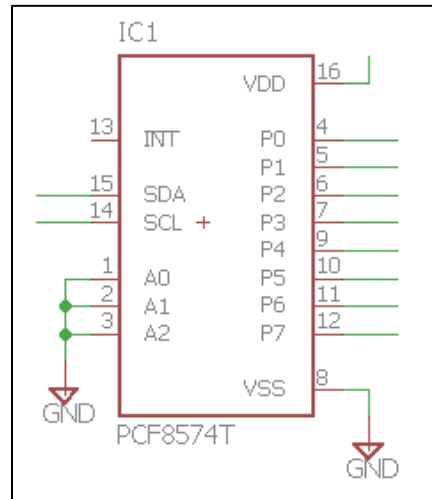 IC1
VDD 16
13 INT P0 4
P1 5
15 SDA P2 6
14 SCL P3 7
P4 9
1 A0 P5 10
2 A1 P6 11
3 A2 P7 12
VSS 8
GND
PCF8574T
GND